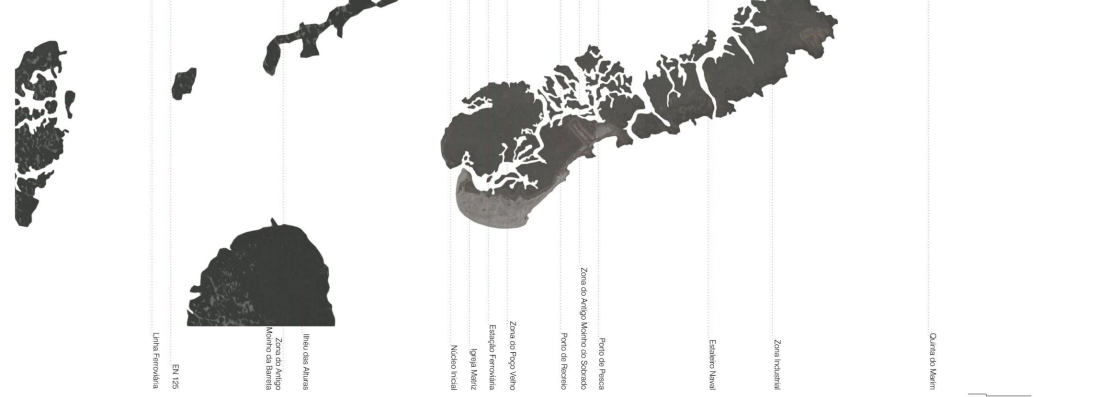 Linha Ferroviária
EN 125
Zona do Antigo
Moinho da Barreta
Ilhéu das Alturas
Núcleo Inicial
Igreja Matriz
Estação Ferroviária
Zona do Poço Velho
Porto de Recreio
Zona do Antigo Moinho do Sobrado
Porto de Pesca
Estaleiro Naval
Zona Industrial
Quinta do Marim